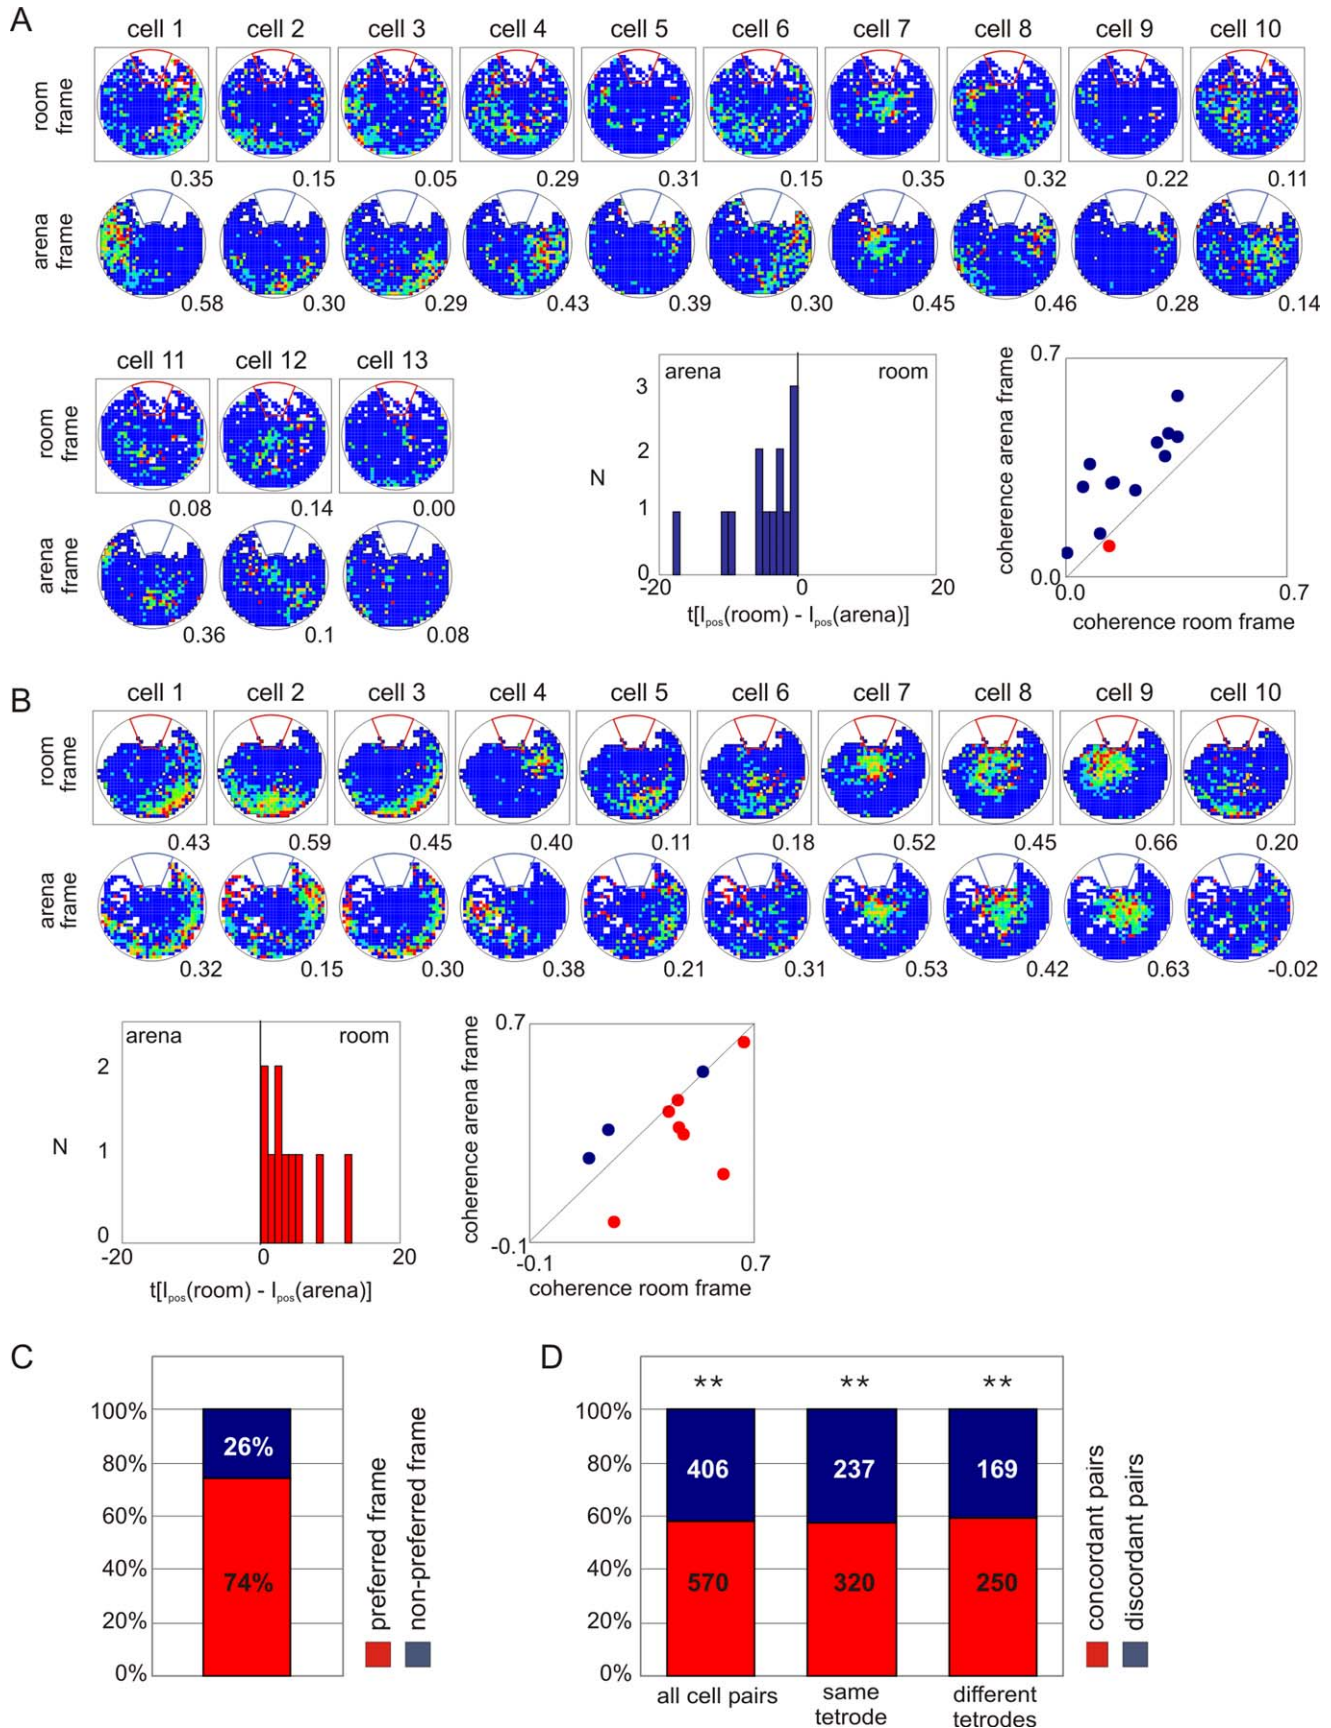 A
cell 1 cell 2 cell 3 cell 4 cell 5 cell 6 cell 7 cell 8 cell 9 cell 10
room
frame
0.35 0.15 0.05 0.29 0.31 0.15 0.35 0.32 0.22 0.11
arena
frame
0.58 0.30 0.29 0.43 0.39 0.30 0.45 0.46 0.28 0.14
cell 11 cell 12 cell 13
room
frame
0.08 0.14 0.00
arena
frame
0.36 0.1 0.08
arena room
3
2
N
1
0
-20 0 20
t[Ipos(room) - Ipos(arena)]
0.7
coherence arena frame
0.0
0.0 0.7
coherence room frame
B
cell 1 cell 2 cell 3 cell 4 cell 5 cell 6 cell 7 cell 8 cell 9 cell 10
room
frame
0.43 0.59 0.45 0.40 0.11 0.18 0.52 0.45 0.66 0.20
arena
frame
0.32 0.15 0.30 0.38 0.21 0.31 0.53 0.42 0.63 -0.02
arena room
2
N
1
0
-20 0 20
t[Ipos(room) - Ipos(arena)]
0.7
coherence arena frame
-0.1
-0.1 0.7
coherence room frame
C
100%
80%
60%
40%
20%
0%
26%
74%
preferred frame
non-preferred frame
D
** ** **
100%
80%
60%
40%
20%
0%
406 237 169
570 320 250
all cell pairs
same
tetrode
different
tetrodes
concordant pairs
discordant pairs